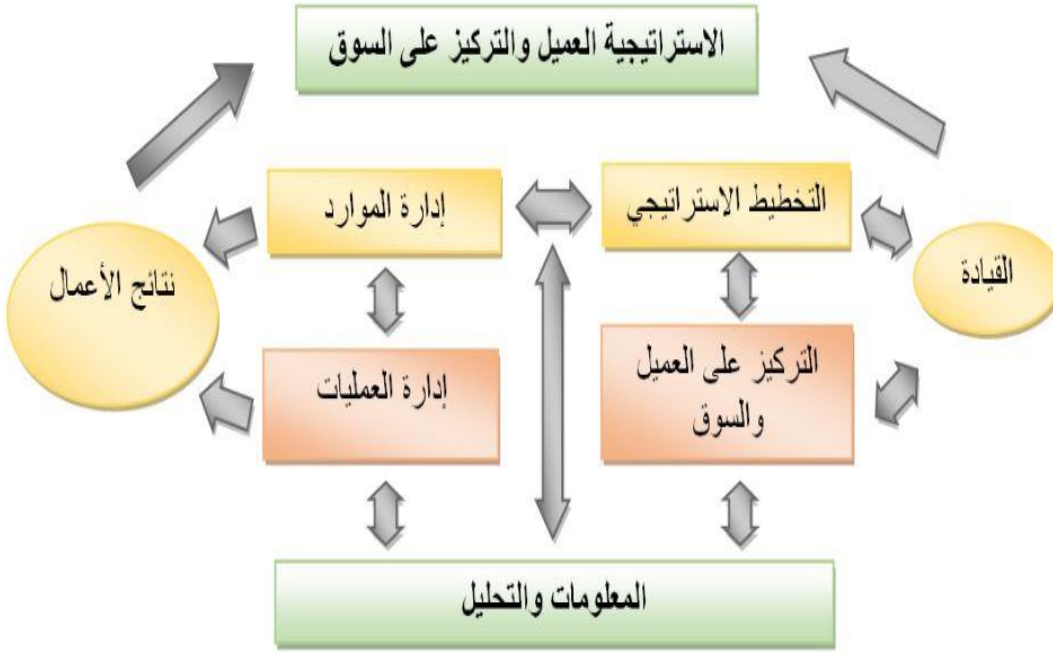 الاستراتيجية العميل والتركيز على السوق
التخطيط الاستراتيجي
إدارة الموارد
القيادة
نتائج الأعمال
التركيز على العميل
والسوق
إدارة العمليات
المعلومات والتحليل